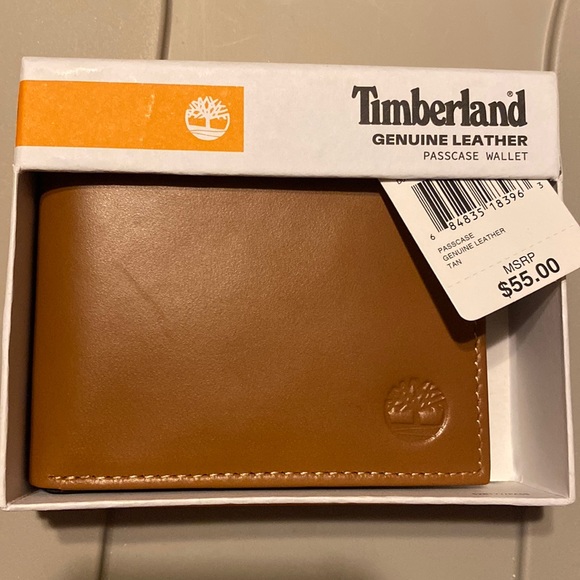 Timberland®
GENUINE LEATHER
PASSCASE WALLET
6 84835 18396 3
PASSCASE
GENUINE LEATHER
TAN
MSRP
$55.00